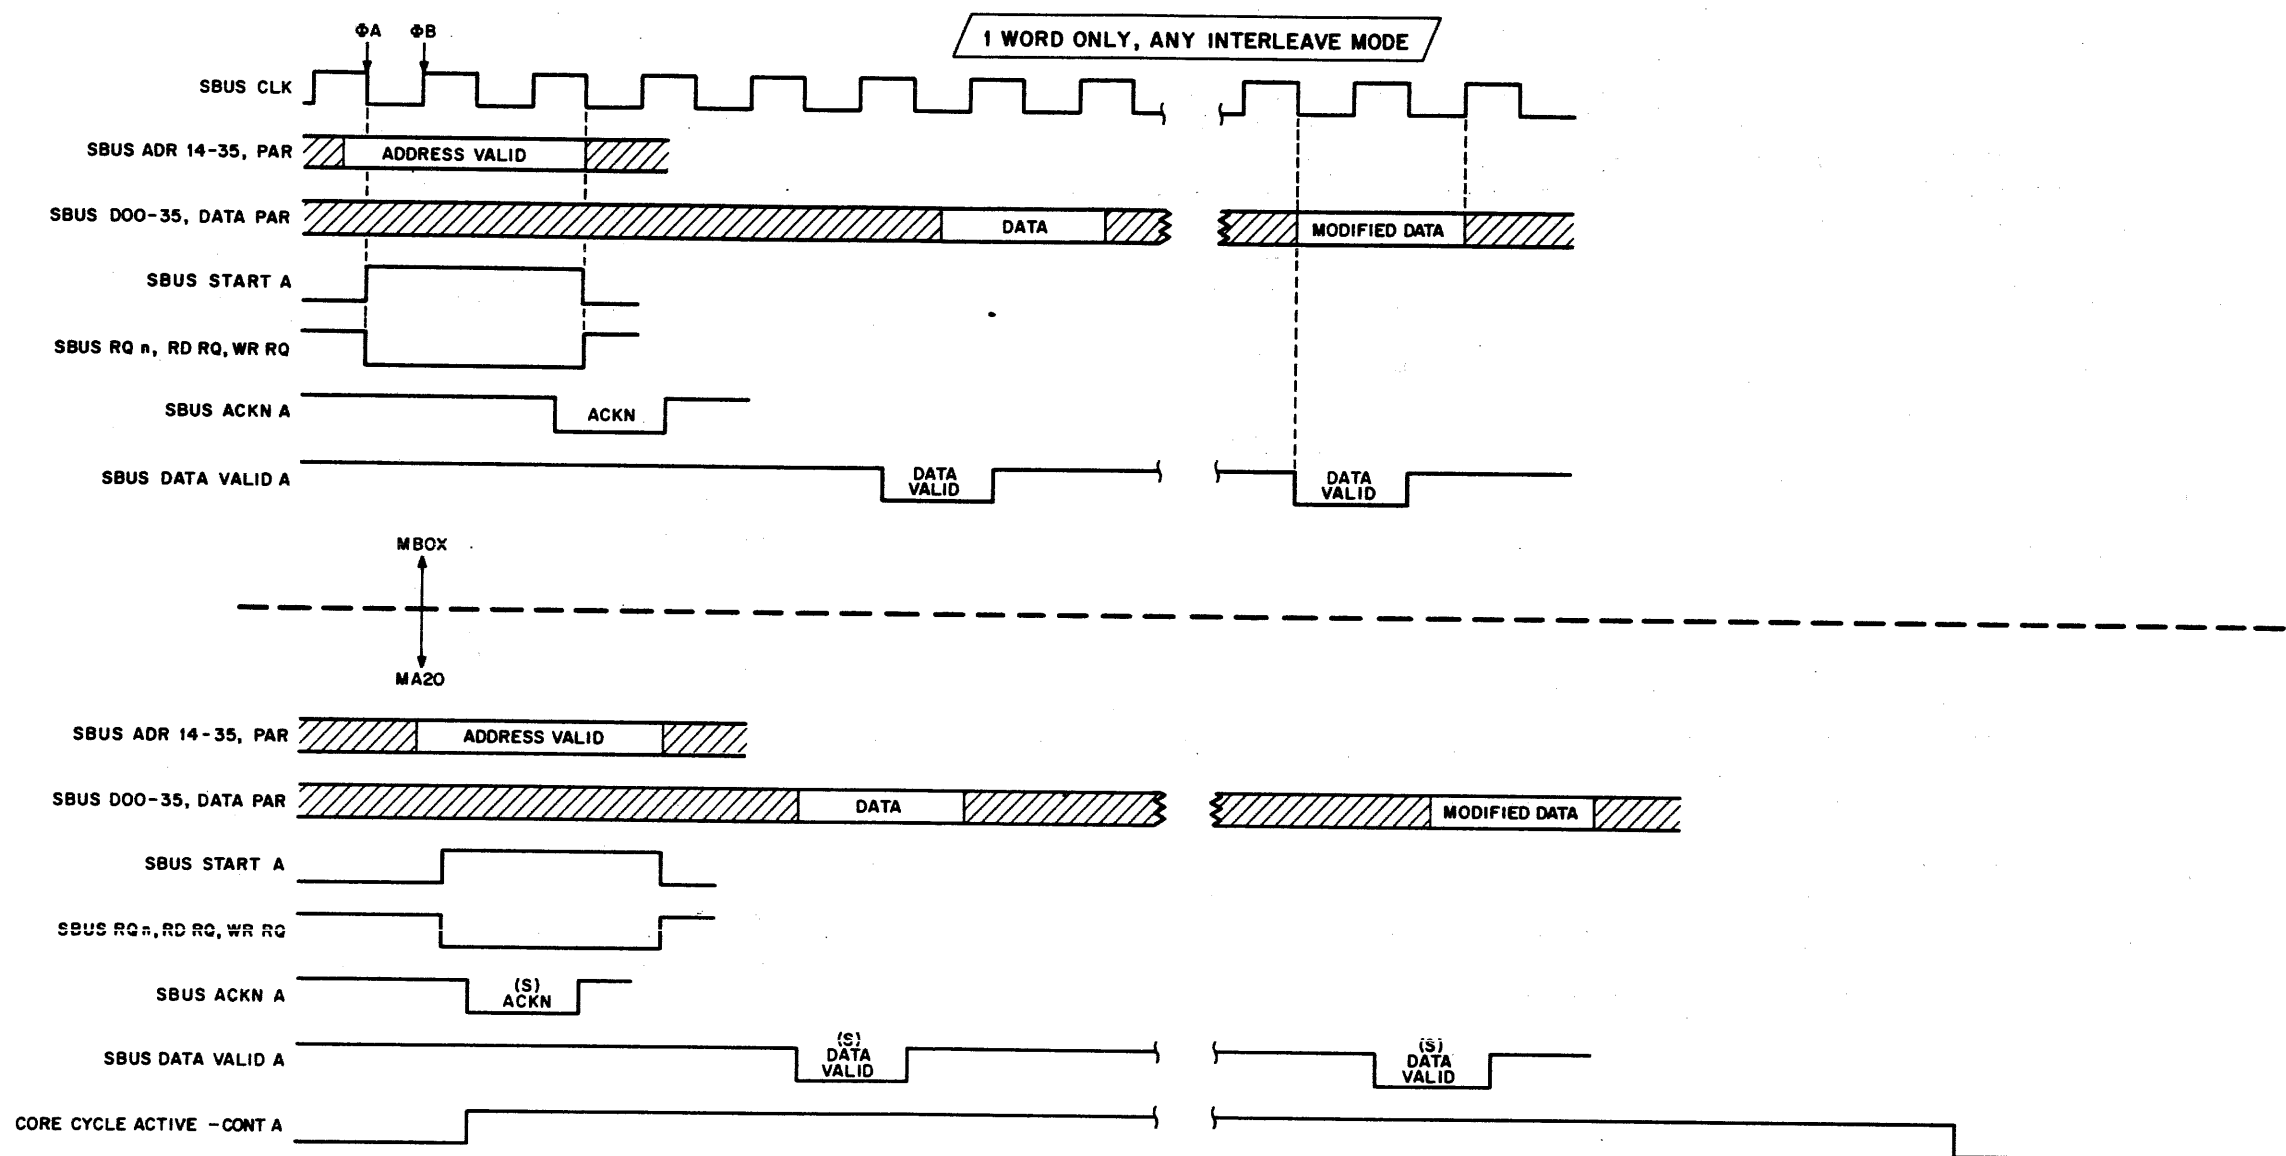 ΦA ΦB
1 WORD ONLY, ANY INTERLEAVE MODE
SBUS CLK
SBUS ADR 14-35, PAR
ADDRESS VALID
SBUS D00-35, DATA PAR
DATA
MODIFIED DATA
SBUS START A
SBUS RQ n, RD RQ, WR RQ
SBUS ACKN A
ACKN
SBUS DATA VALID A
DATA
VALID
DATA
VALID
MBOX
MA20
SBUS ADR 14-35, PAR
ADDRESS VALID
SBUS D00-35, DATA PAR
DATA
MODIFIED DATA
SBUS START A
SBUS RQ n, RD RQ, WR RQ
SBUS ACKN A
(S)
ACKN
SBUS DATA VALID A
(S)
DATA
VALID
(S)
DATA
VALID
CORE CYCLE ACTIVE -CONT A